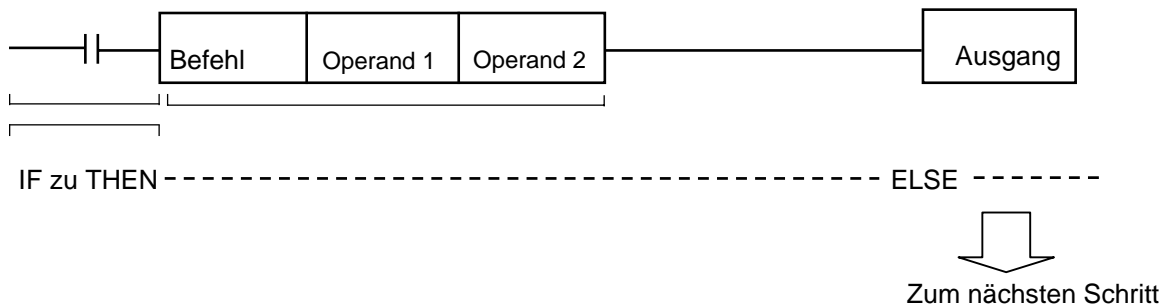 Befehl Operand 1 Operand 2 Ausgang
IF zu THEN ELSE
Zum nächsten Schritt